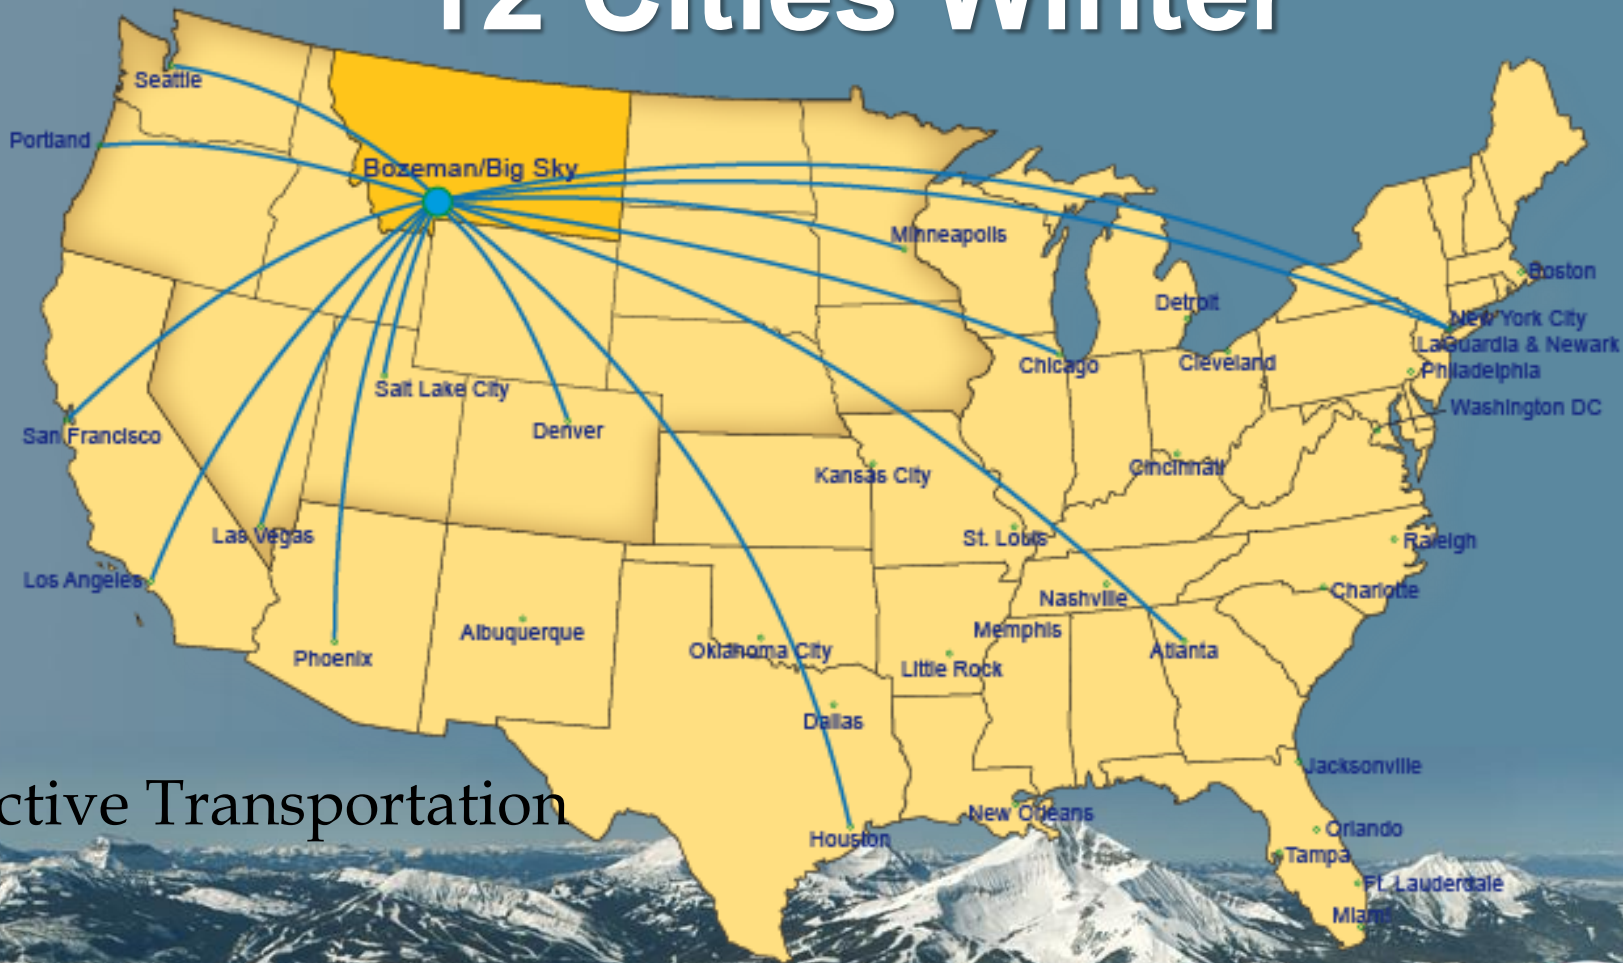 12 Cities Winter
Seattle
Portland
Bozeman/Big Sky
Minneapolis
Boston
Detroit
New York City
LaGuardia & Newark
Chicago
Cleveland
Philadelphia
Salt Lake City
Washington DC
San Francisco
Denver
Kansas City
Cincinnati
Las Vegas
St. Louis
Raleigh
Los Angeles
Charlotte
Nashville
Albuquerque
Memphis
Phoenix
Oklahoma City
Atlanta
Little Rock
Dallas
Jacksonville
ctive Transportation
New Orleans
Houston
Orlando
Tampa
Ft. Lauderdale
Miami